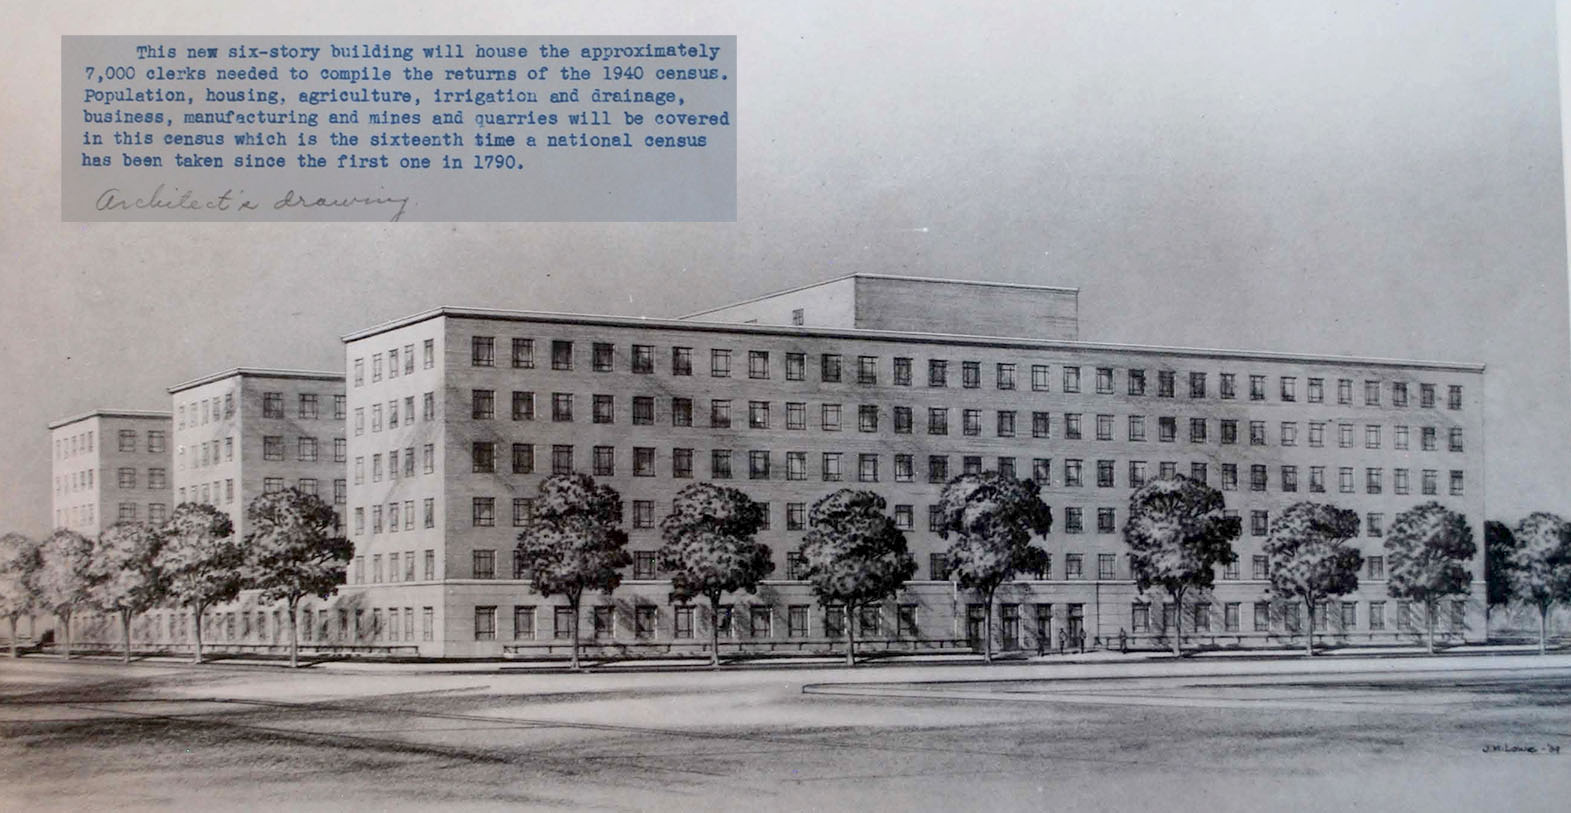 This new six-story building will house the approximately
7,000 clerks needed to compile the returns of the 1940 census.
Population, housing, agriculture, irrigation and drainage,
business, manufacturing and mines and quarries will be covered
in this census which is the sixteenth time a national census
has been taken since the first one in 1790.
Architect's drawing.
Lowe